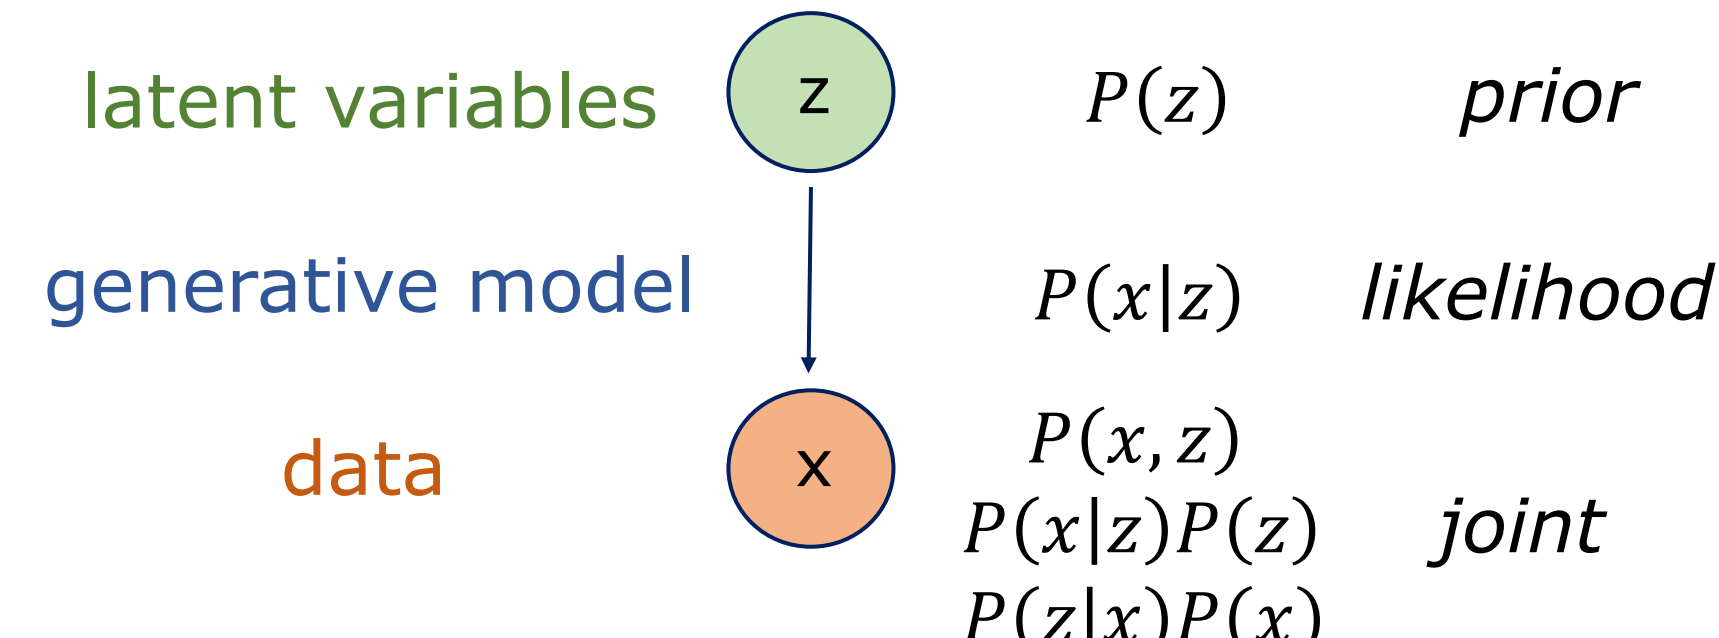 latent variables z P(z) prior
generative model P(x|z) likelihood
P(x, z)
data x
P(x|z)P(z) joint
P(z|x)P(x)